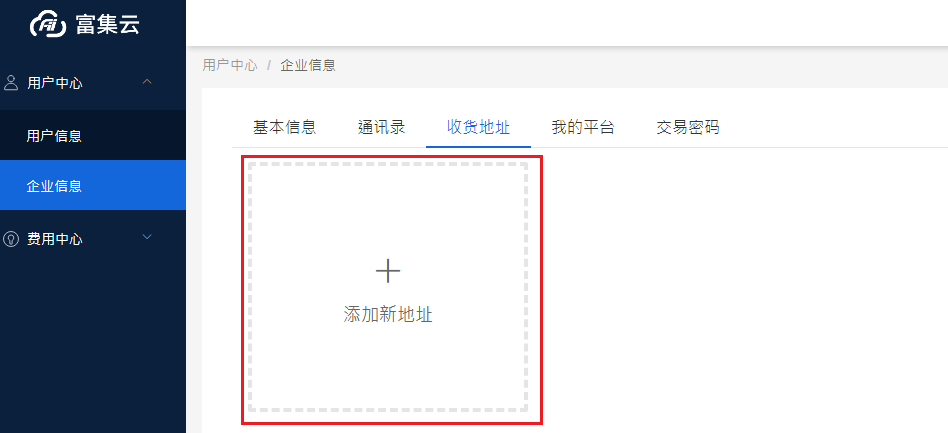 富集云
用户中心
用户信息
企业信息
费用中心
用户中心 / 企业信息
基本信息 通讯录 收货地址 我的平台 交易密码
添加新地址